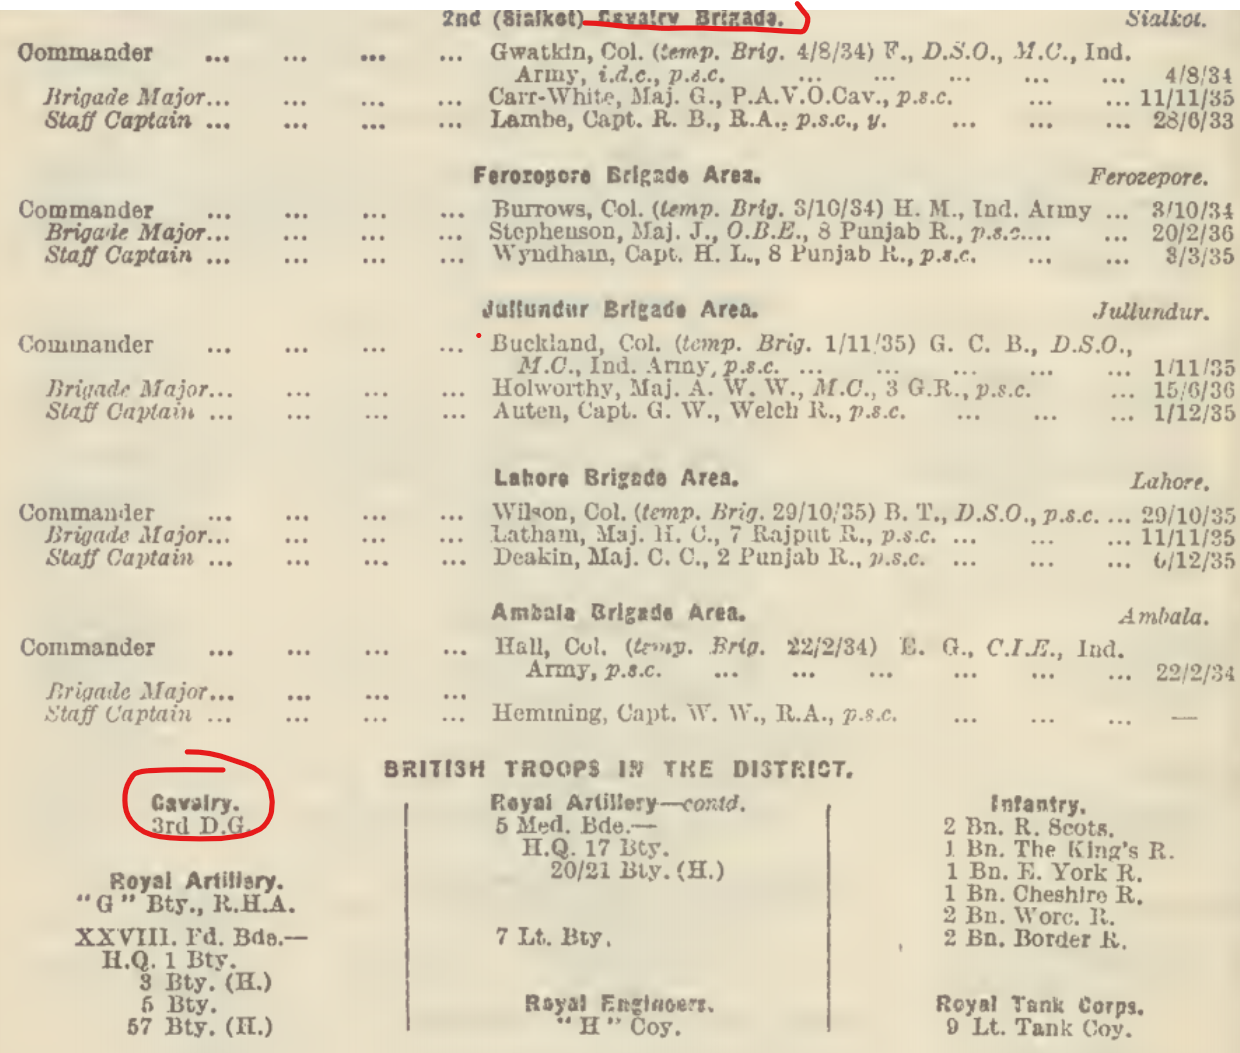 2nd (Sialkot) Cavalry Brigade. Sialkot.
Commander ... ... ... ... Gwatkin, Col. (temp. Brig. 4/8/34) F., D.S.O., M.C., Ind.
Army, i.d.c., p.s.c. ... ... ... ... ... 4/8/34
Brigade Major... ... ... ... Carr-White, Maj. G., P.A.V.O.Cav., p.s.c. ... ... 11/11/35
Staff Captain ... ... ... ... Lambe, Capt. R. B., R.A., p.s.c., y. ... ... ... 28/6/33
Ferozepore Brigade Area. Ferozepore.
Commander ... ... ... ... Burrows, Col. (temp. Brig. 3/10/34) H. M., Ind. Army ... 3/10/34
Brigade Major... ... ... ... Stephenson, Maj. J., O.B.E., 8 Punjab R., p.s.c.... ... 20/2/36
Staff Captain ... ... ... ... Wyndham, Capt. H. L., 8 Punjab R., p.s.c. ... ... 3/3/35
Jullundur Brigade Area. Jullundur.
Commander ... ... ... ... Buckland, Col. (temp. Brig. 1/11/35) G. C. B., D.S.O.,
M.C., Ind. Army, p.s.c. ... ... ... ... ... 1/11/35
Brigade Major... ... ... ... Holworthy, Maj. A. W. W., M.C., 3 G.R., p.s.c. ... 15/6/36
Staff Captain ... ... ... ... Auten, Capt. G. W., Welch R., p.s.c. ... ... ... 1/12/35
Lahore Brigade Area. Lahore.
Commander ... ... ... ... Wilson, Col. (temp. Brig. 29/10/35) B. T., D.S.O., p.s.c. ... 29/10/35
Brigade Major... ... ... ... Latham, Maj. H. C., 7 Rajput R., p.s.c. ... ... ... 11/11/35
Staff Captain ... ... ... ... Deakin, Maj. C. C., 2 Punjab R., p.s.c. ... ... ... 6/12/35
Ambala Brigade Area. Ambala.
Commander ... ... ... ... Hall, Col. (temp. Brig. 22/2/34) E. G., C.I.E., Ind.
Army, p.s.c. ... ... ... ... ... ... 22/2/34
Brigade Major... ... ... ...
Staff Captain ... ... ... ... Hemming, Capt. W. W., R.A., p.s.c. ... ... ... —
BRITISH TROOPS IN THE DISTRICT.
Cavalry.
3rd D.G.
Royal Artillery.
"G" Bty., R.H.A.
XXVIII. Fd. Bde.—
H.Q. 1 Bty.
3 Bty. (H.)
5 Bty.
57 Bty. (H.)
Royal Artillery—contd.
5 Med. Bde.—
H.Q. 17 Bty.
20/21 Bty. (H.)
7 Lt. Bty.
Royal Engineers.
"H" Coy.
Infantry.
2 Bn. R. Scots.
1 Bn. The King's R.
1 Bn. E. York R.
1 Bn. Cheshire R.
2 Bn. Worc. R.
2 Bn. Border R.
Royal Tank Corps.
9 Lt. Tank Coy.